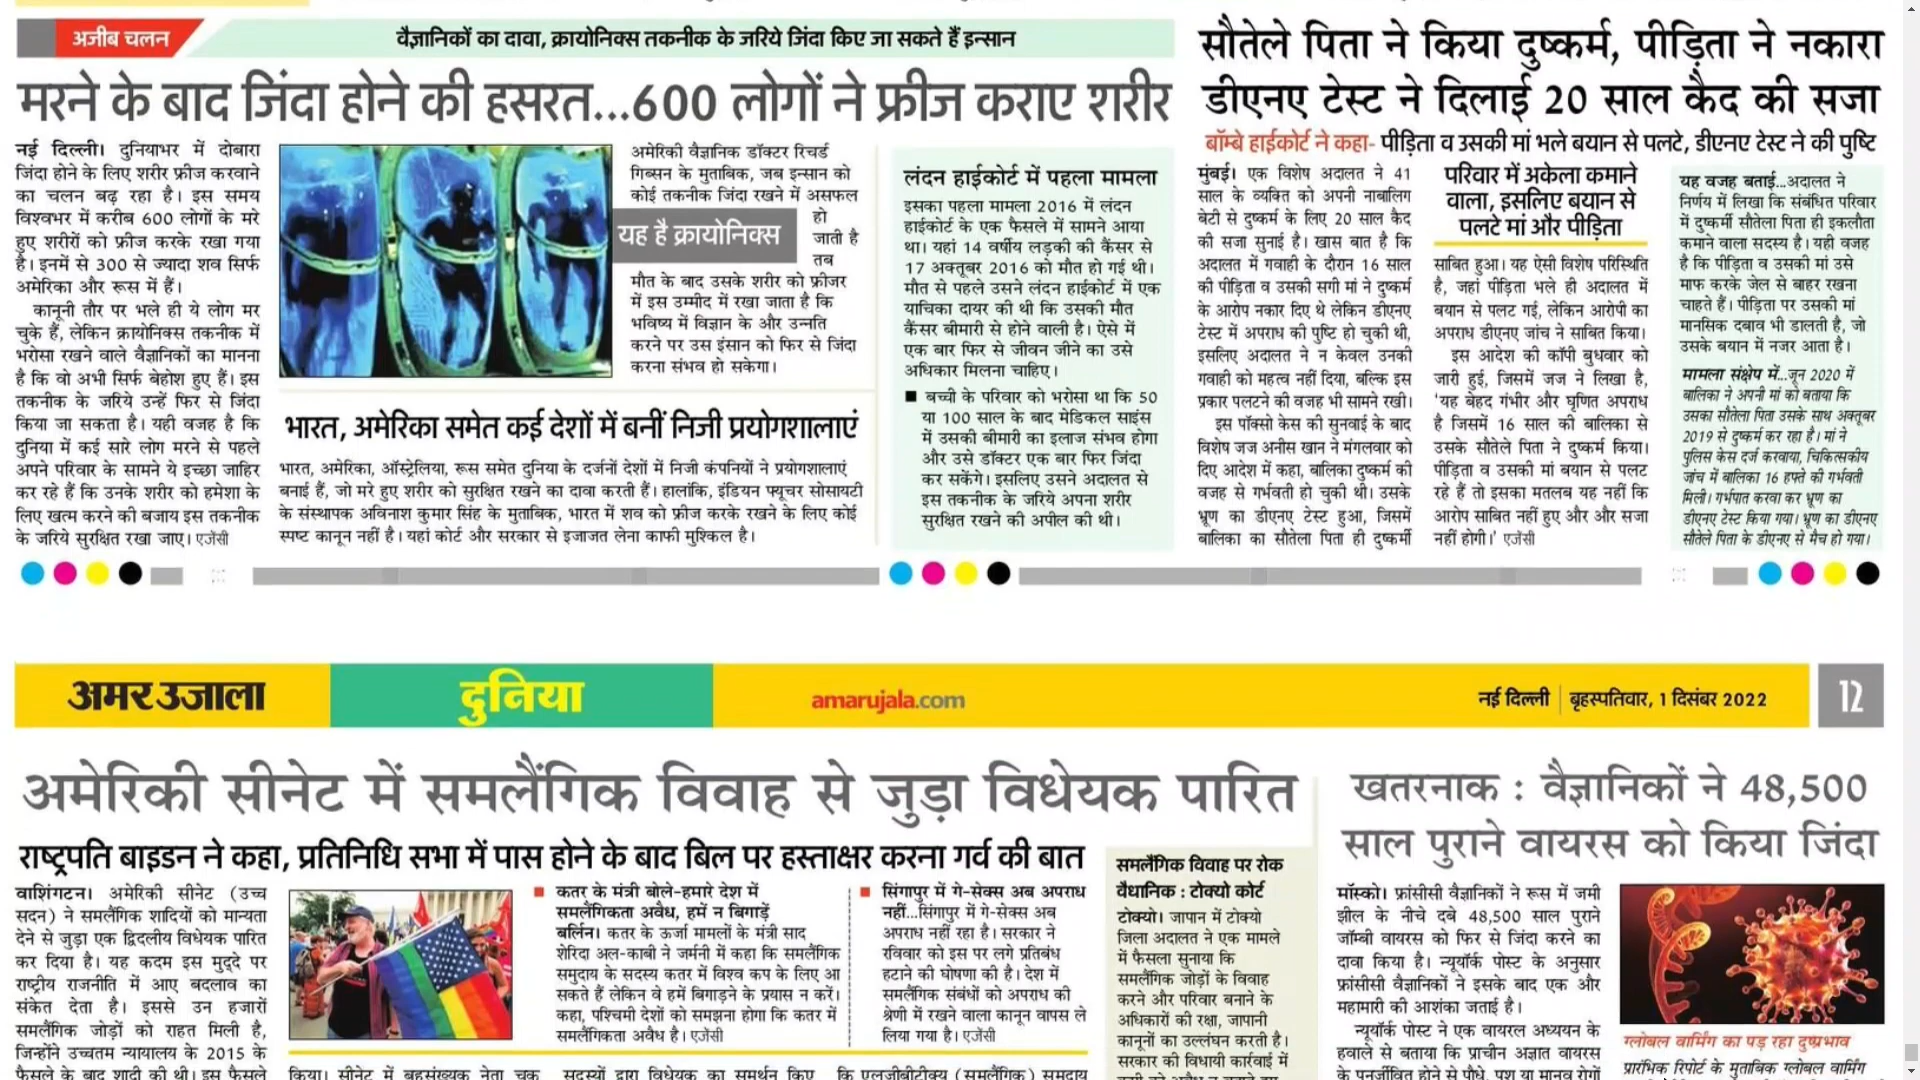 अजीब चलन
वैज्ञानिकों का दावा, क्रायोनिक्स तकनीक के जरिये जिंदा किए जा सकते हैं इन्सान
मरने के बाद जिंदा होने की हसरत...600 लोगों ने फ्रीज कराए शरीर
नई दिल्ली। दुनियाभर में दोबारा
जिंदा होने के लिए शरीर फ्रीज करवाने
का चलन बढ़ रहा है। इस समय
विश्वभर में करीब 600 लोगों के मरे
हुए शरीरों को फ्रीज करके रखा गया
है। इनमें से 300 से ज्यादा शव सिर्फ
अमेरिका और रूस में हैं।
कानूनी तौर पर भले ही ये लोग मर
चुके हैं, लेकिन क्रायोनिक्स तकनीक में
भरोसा रखने वाले वैज्ञानिकों का मानना
है कि वो अभी सिर्फ बेहोश हुए हैं। इस
तकनीक के जरिये उन्हें फिर से जिंदा
किया जा सकता है। यही वजह है कि
दुनिया में कई सारे लोग मरने से पहले
अपने परिवार के सामने ये इच्छा जाहिर
कर रहे हैं कि उनके शरीर को हमेशा के
लिए खत्म करने की बजाय इस तकनीक
के जरिये सुरक्षित रखा जाए। एजेंसी
अमेरिकी वैज्ञानिक डॉक्टर रिचर्ड
गिब्सन के मुताबिक, जब इन्सान को
कोई तकनीक जिंदा रखने में असफल
हो
यह है क्रायोनिक्स
जाती है
तब
मौत के बाद उसके शरीर को फ्रीजर
में इस उम्मीद में रखा जाता है कि
भविष्य में विज्ञान के और उन्नति
करने पर उस इंसान को फिर से जिंदा
करना संभव हो सकेगा।
भारत, अमेरिका समेत कई देशों में बनीं निजी प्रयोगशालाएं
भारत, अमेरिका, ऑस्ट्रेलिया, रूस समेत दुनिया के दर्जनों देशों में निजी कंपनियों ने प्रयोगशालाएं
बनाई हैं, जो मरे हुए शरीर को सुरक्षित रखने का दावा करती हैं। हालांकि, इंडियन फ्यूचर सोसायटी
के संस्थापक अविनाश कुमार सिंह के मुताबिक, भारत में शव को फ्रीज करके रखने के लिए कोई
स्पष्ट कानून नहीं है। यहां कोर्ट और सरकार से इजाजत लेना काफी मुश्किल है।
लंदन हाईकोर्ट में पहला मामला
इसका पहला मामला 2016 में लंदन
हाईकोर्ट के एक फैसले में सामने आया
था। यहां 14 वर्षीय लड़की की कैंसर से
17 अक्तूबर 2016 को मौत हो गई थी।
मौत से पहले उसने लंदन हाईकोर्ट में एक
याचिका दायर की थी कि उसकी मौत
कैंसर बीमारी से होने वाली है। ऐसे में
एक बार फिर से जीवन जीने का उसे
अधिकार मिलना चाहिए।
■ बच्ची के परिवार को भरोसा था कि 50
या 100 साल के बाद मेडिकल साइंस
में उसकी बीमारी का इलाज संभव होगा
और उसे डॉक्टर एक बार फिर जिंदा
कर सकेंगे। इसलिए उसने अदालत से
इस तकनीक के जरिये अपना शरीर
सुरक्षित रखने की अपील की थी।
सौतेले पिता ने किया दुष्कर्म, पीड़िता ने नकारा
डीएनए टेस्ट ने दिलाई 20 साल कैद की सजा
बॉम्बे हाईकोर्ट ने कहा- पीड़िता व उसकी मां भले बयान से पलटे, डीएनए टेस्ट ने की पुष्टि
मुंबई। एक विशेष अदालत ने 41
साल के व्यक्ति को अपनी नाबालिग
बेटी से दुष्कर्म के लिए 20 साल कैद
की सजा सुनाई है। खास बात है कि
अदालत में गवाही के दौरान 16 साल
की पीड़िता व उसकी सगी मां ने दुष्कर्म
के आरोप नकार दिए थे लेकिन डीएनए
टेस्ट में अपराध की पुष्टि हो चुकी थी,
इसलिए अदालत ने न केवल उनकी
गवाही को महत्व नहीं दिया, बल्कि इस
प्रकार पलटने की वजह भी सामने रखी।
इस पॉक्सो केस की सुनवाई के बाद
विशेष जज अनीस खान ने मंगलवार को
दिए आदेश में कहा, बालिका दुष्कर्म की
वजह से गर्भवती हो चुकी थी। उसके
भ्रूण का डीएनए टेस्ट हुआ, जिसमें
बालिका का सौतेला पिता ही दुष्कर्मी
परिवार में अकेला कमाने
वाला, इसलिए बयान से
पलटे मां और पीड़िता
साबित हुआ। यह ऐसी विशेष परिस्थिति
है, जहां पीड़िता भले ही अदालत में
बयान से पलट गई, लेकिन आरोपी का
अपराध डीएनए जांच ने साबित किया।
इस आदेश की कॉपी बुधवार को
जारी हुई, जिसमें जज ने लिखा है,
‘यह बेहद गंभीर और घृणित अपराध
है जिसमें 16 साल की बालिका से
उसके सौतेले पिता ने दुष्कर्म किया।
पीड़िता व उसकी मां बयान से पलट
रहे हैं तो इसका मतलब यह नहीं कि
आरोप साबित नहीं हुए और और सजा
नहीं होगी।’ एजेंसी
यह वजह बताई...अदालत ने
निर्णय में लिखा कि संबंधित परिवार
में दुष्कर्मी सौतेला पिता ही इकलौता
कमाने वाला सदस्य है। यही वजह
है कि पीड़िता व उसकी मां उसे
माफ करके जेल से बाहर रखना
चाहते हैं। पीड़िता पर उसकी मां
मानसिक दबाव भी डालती है, जो
उसके बयान में नजर आता है।
मामला संक्षेप में...जून 2020 में
बालिका ने अपनी मां को बताया कि
उसका सौतेला पिता उसके साथ अक्तूबर
2019 से दुष्कर्म कर रहा है। मां ने
पुलिस केस दर्ज करवाया, चिकित्सकीय
जांच में बालिका 16 हफ्ते की गर्भवती
मिली। गर्भपात करवा कर भ्रूण का
डीएनए टेस्ट किया गया। भ्रूण का डीएनए
सौतेले पिता के डीएनए से मैच हो गया।
अमर उजाला
दुनिया
amarujala.com
नई दिल्ली | बृहस्पतिवार, 1 दिसंबर 2022
12
अमेरिकी सीनेट में समलैंगिक विवाह से जुड़ा विधेयक पारित
राष्ट्रपति बाइडन ने कहा, प्रतिनिधि सभा में पास होने के बाद बिल पर हस्ताक्षर करना गर्व की बात
वाशिंगटन। अमेरिकी सीनेट (उच्च
सदन) ने समलैंगिक शादियों को मान्यता
देने से जुड़ा एक द्विदलीय विधेयक पारित
कर दिया है। यह कदम इस मुद्दे पर
राष्ट्रीय राजनीति में आए बदलाव का
संकेत देता है। इससे उन हजारों
समलैंगिक जोड़ों को राहत मिली है,
जिन्होंने उच्चतम न्यायालय के 2015 के
फैसले के बाद शादी की थी। इस फैसले
■ कतर के मंत्री बोले-हमारे देश में
समलैंगिकता अवैध, हमें न बिगाड़ें
बर्लिन। कतर के ऊर्जा मामलों के मंत्री साद
शेरिदा अल-काबी ने जर्मनी में कहा कि समलैंगिक
समुदाय के सदस्य कतर में विश्व कप के लिए आ
सकते हैं लेकिन वे हमें बिगाड़ने के प्रयास न करें।
कहा, पश्चिमी देशों को समझना होगा कि कतर में
समलैंगिकता अवैध है। एजेंसी
■ सिंगापुर में गे-सेक्स अब अपराध
नहीं...सिंगापुर में गे-सेक्स अब
अपराध नहीं रहा है। सरकार ने
रविवार को इस पर लगे प्रतिबंध
हटाने की घोषणा की है। देश में
समलैंगिक संबंधों को अपराध की
श्रेणी में रखने वाला कानून वापस ले
लिया गया है। एजेंसी
किया। सीनेट में बहुसंख्यक नेता चक
सदस्यों द्वारा विधेयक का समर्थन किए
कि एलजीबीटीक्यू (समलैंगिक) समुदाय
समलैंगिक विवाह पर रोक
वैधानिक : टोक्यो कोर्ट
टोक्यो। जापान में टोक्यो
जिला अदालत ने एक मामले
में फैसला सुनाया कि
समलैंगिक जोड़ों के विवाह
करने और परिवार बनाने के
अधिकारों की रक्षा, जापानी
कानूनों का उल्लंघन करती है।
सरकार की विधायी कार्रवाई में
खतरनाक : वैज्ञानिकों ने 48,500
साल पुराने वायरस को किया जिंदा
मॉस्को। फ्रांसीसी वैज्ञानिकों ने रूस में जमी
झील के नीचे दबे 48,500 साल पुराने
जॉम्बी वायरस को फिर से जिंदा करने का
दावा किया है। न्यूयॉर्क पोस्ट के अनुसार
फ्रांसीसी वैज्ञानिकों ने इसके बाद एक और
महामारी की आशंका जताई है।
न्यूयॉर्क पोस्ट ने एक वायरल अध्ययन के
हवाले से बताया कि प्राचीन अज्ञात वायरस
के पुनर्जीवित होने से पौधे, पशु या मानव रोगों
ग्लोबल वार्मिंग का पड़ रहा दुष्प्रभाव
प्रारंभिक रिपोर्ट के मुताबिक ग्लोबल वार्मिंग